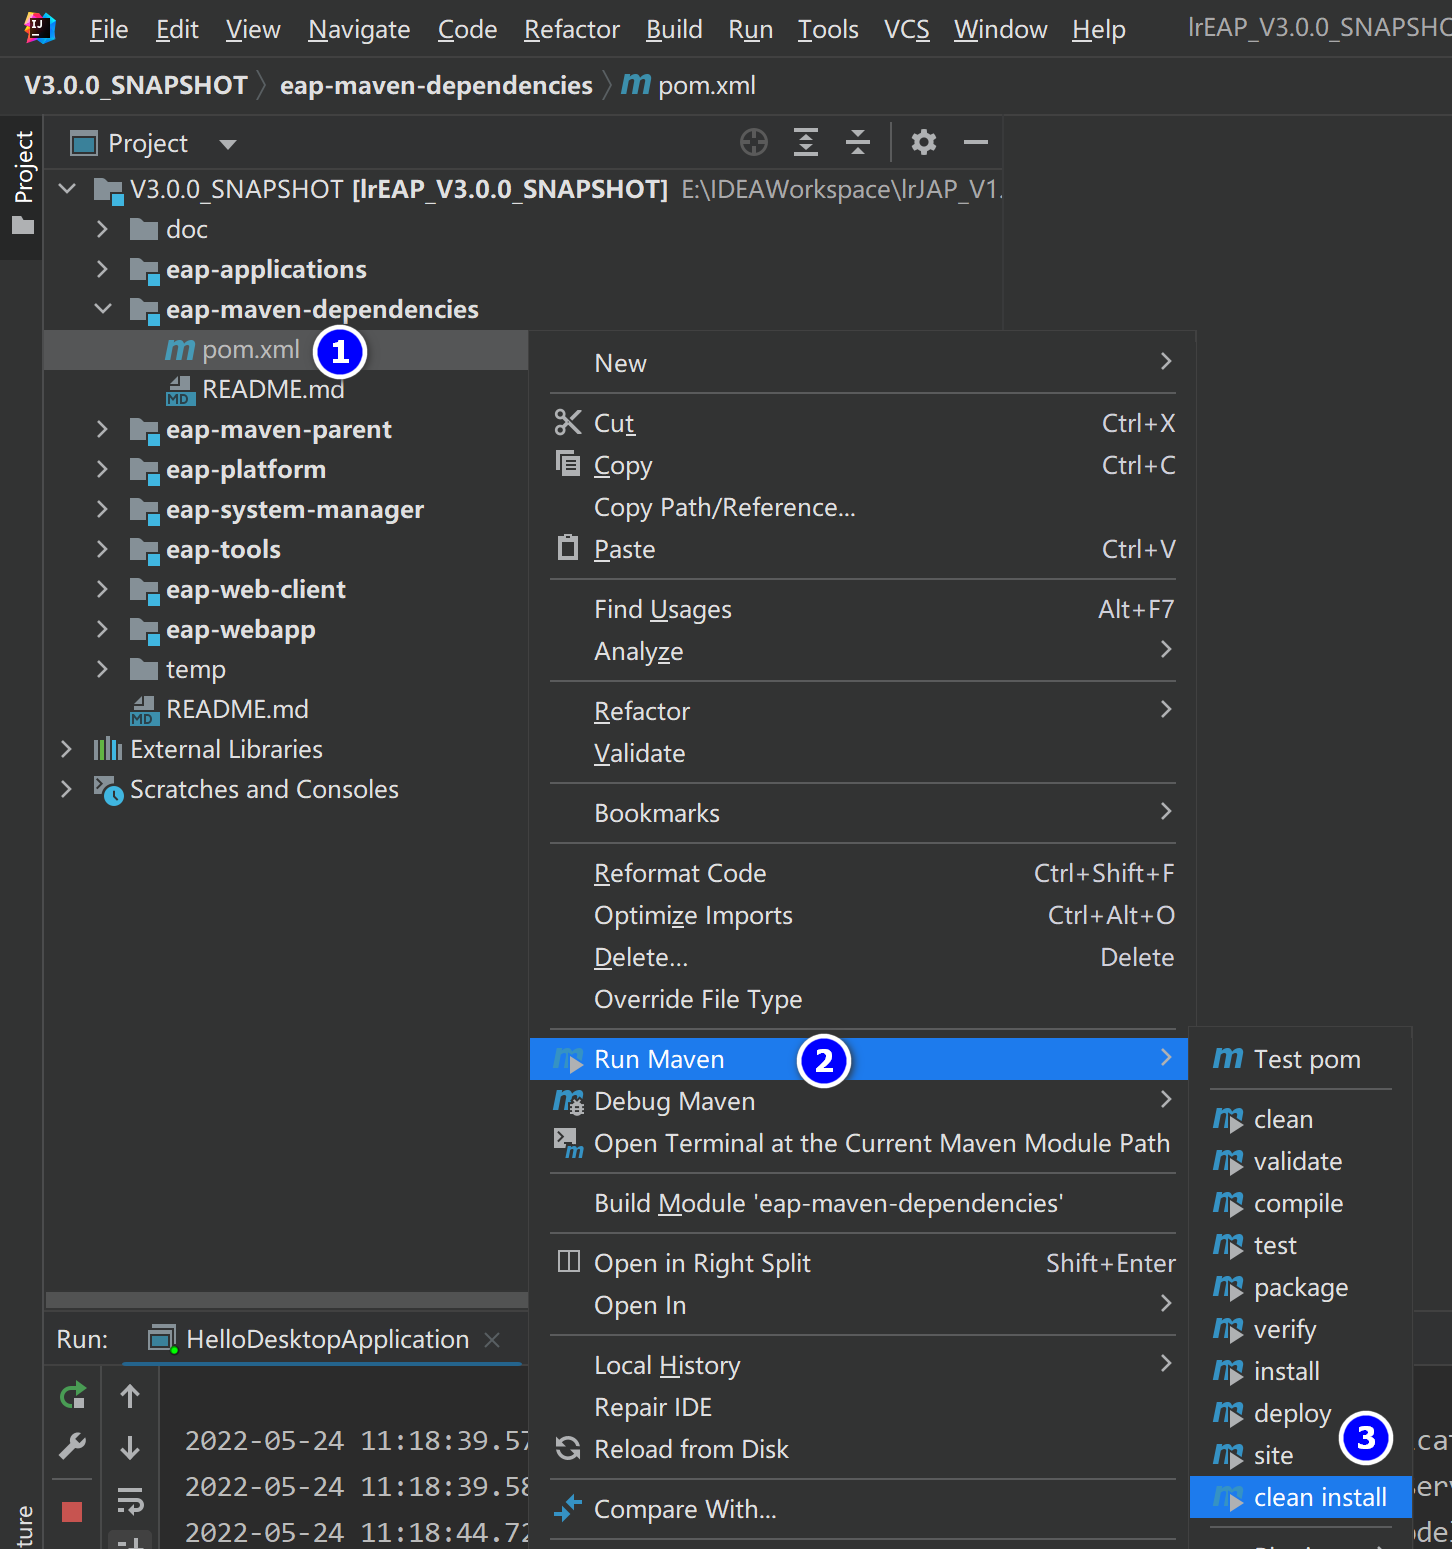 File Edit View Navigate Code Refactor Build Run Tools VCS Window Help lrEAP_V3.0.0_SNAPSHO
V3.0.0_SNAPSHOT eap-maven-dependencies pom.xml
Project
Project
V3.0.0_SNAPSHOT [lrEAP_V3.0.0_SNAPSHOT] E:\IDEAWorkspace\lrJAP_V1.
doc
eap-applications
eap-maven-dependencies
pom.xml 1
README.md
eap-maven-parent
eap-platform
eap-system-manager
eap-tools
eap-web-client
eap-webapp
temp
README.md
External Libraries
Scratches and Consoles
New
Cut Ctrl+X
Copy Ctrl+C
Copy Path/Reference...
Paste Ctrl+V
Find Usages Alt+F7
Analyze
Refactor
Validate
Bookmarks
Reformat Code Ctrl+Shift+F
Optimize Imports Ctrl+Alt+O
Delete... Delete
Override File Type
Run Maven 2
Debug Maven
Open Terminal at the Current Maven Module Path
Build Module 'eap-maven-dependencies'
Open in Right Split Shift+Enter
Open In
Local History
Repair IDE
Reload from Disk
Compare With...
Test pom
clean
validate
compile
test
package
verify
install
deploy
3
site
clean install
Run: HelloDesktopApplication
2022-05-24 11:18:39.57
2022-05-24 11:18:39.58
2022-05-24 11:18:44.72